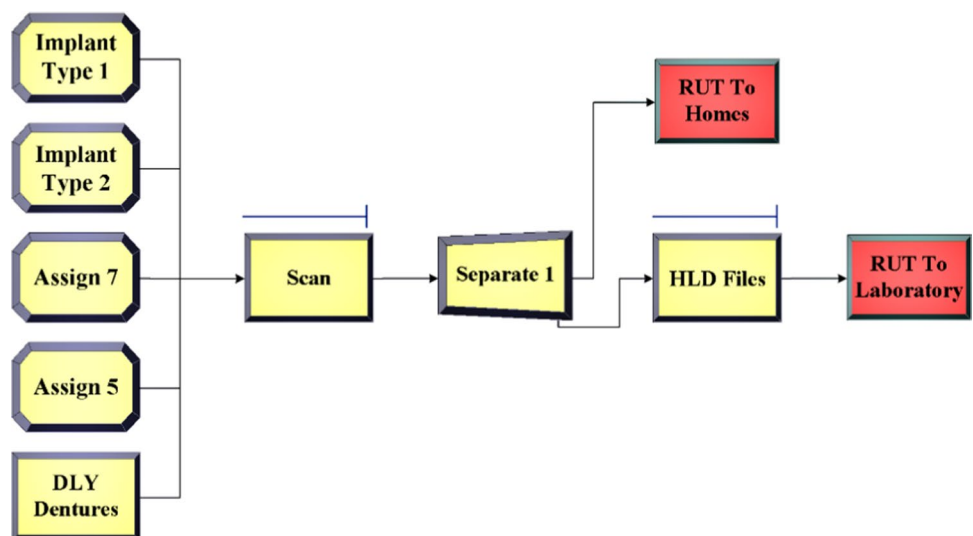 Implant
Type 1
Implant
Type 2
Assign 7
Assign 5
DLY
Dentures
Scan
Separate 1
RUT To
Homes
HLD Files
RUT To
Laboratory